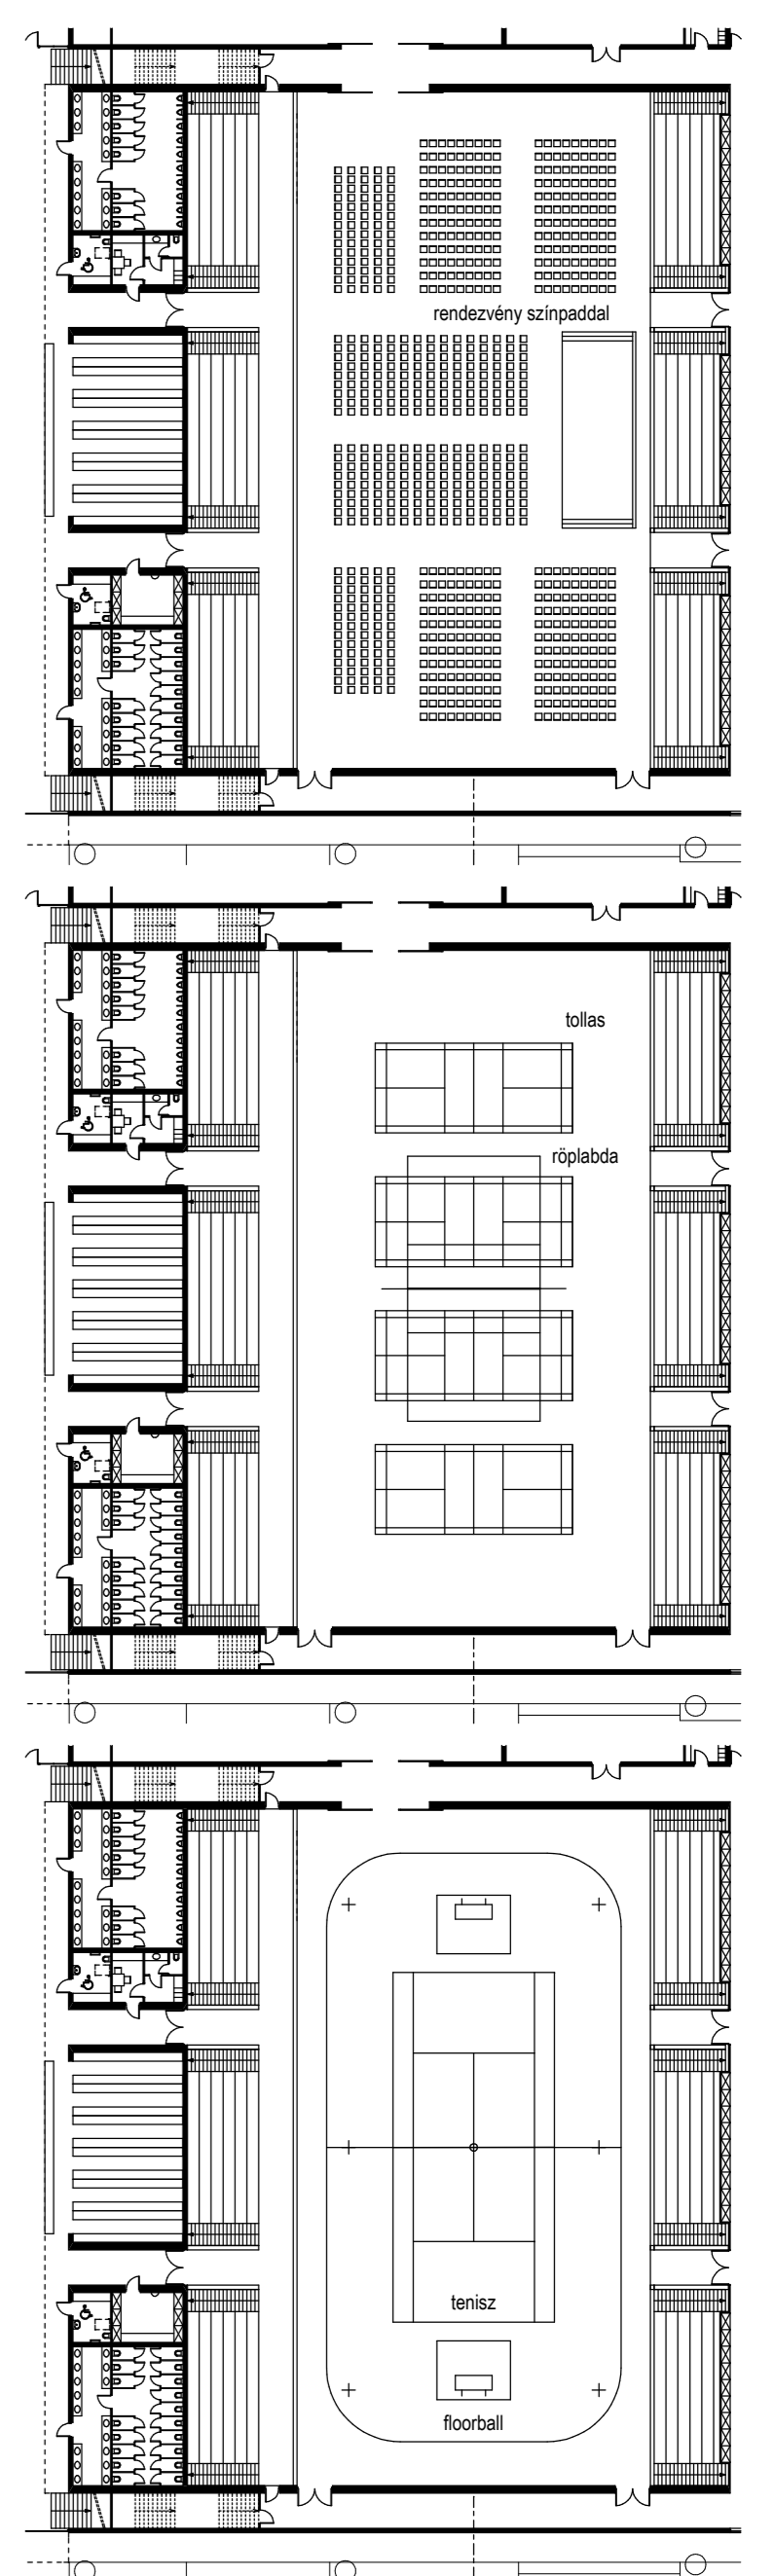 rendezvény színpaddal
tollas
röplabda
tenisz
floorball